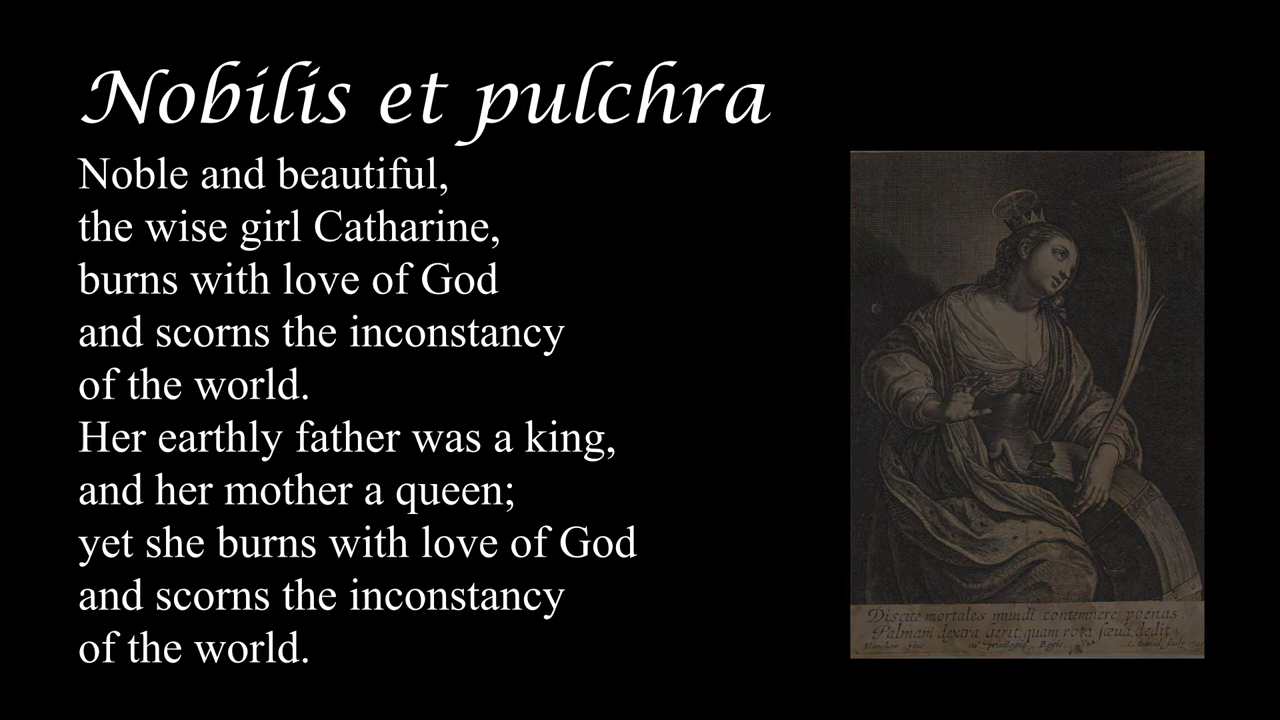 Nobilis et pulchra
Noble and beautiful,
the wise girl Catharine,
burns with love of God
and scorns the inconstancy
of the world.
Her earthly father was a king,
and her mother a queen;
yet she burns with love of God
and scorns the inconstancy
of the world.
Discite mortales mundi contemnere poenas
Palmam dextra gerit quam rota sæua dedit